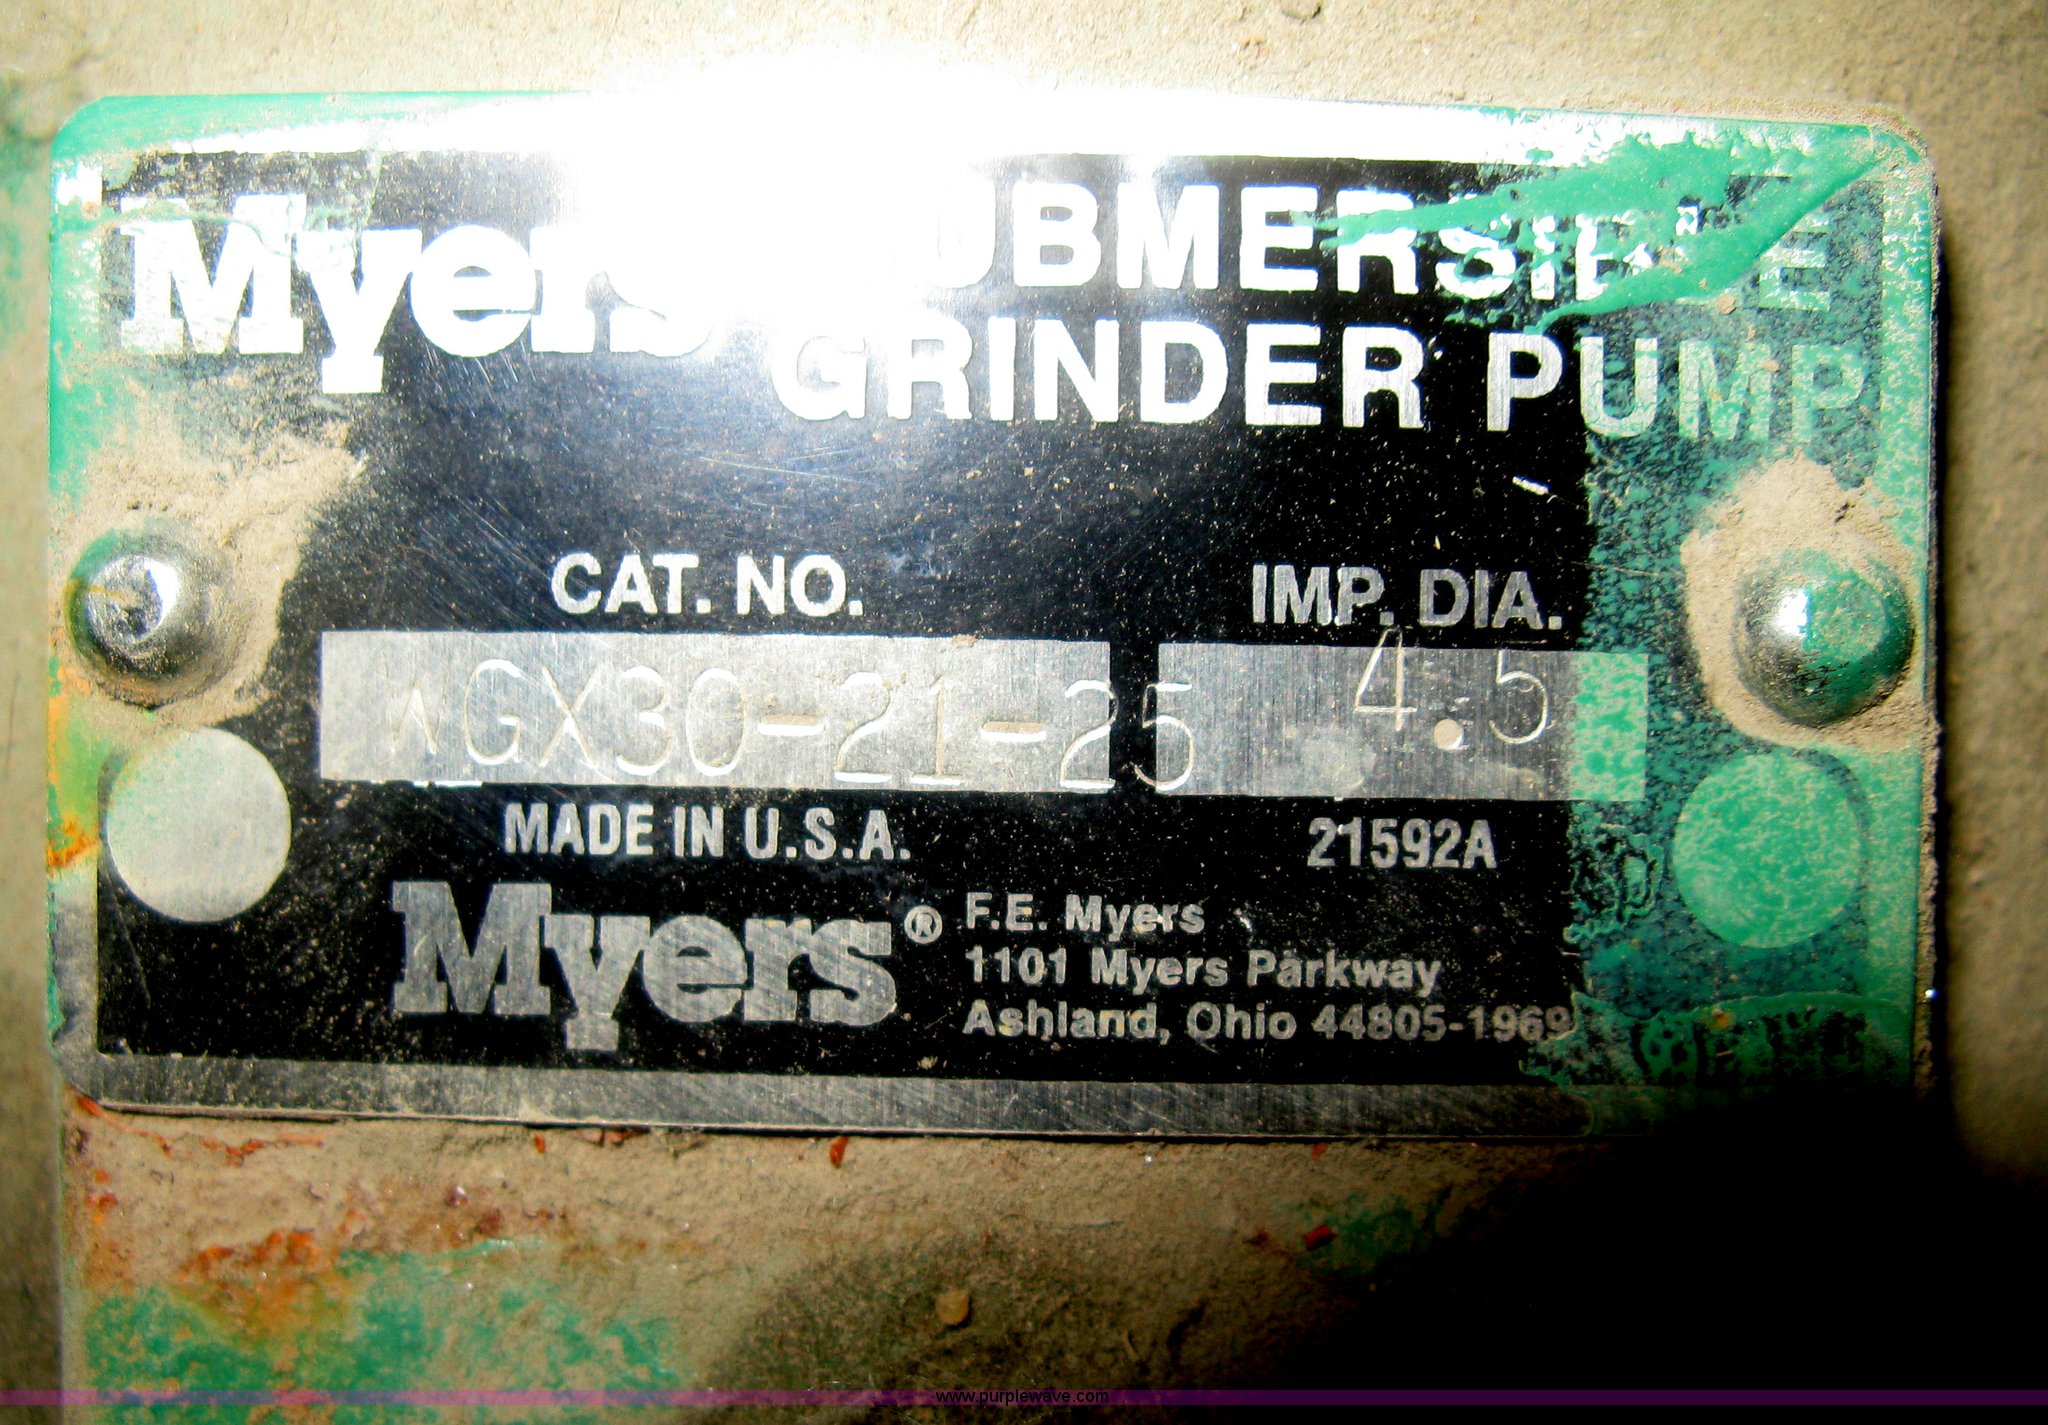 Myers SUBMERSIBLE
GRINDER PUMP
CAT. NO. IMP. DIA.
WGX30-21-25 4.5
MADE IN U.S.A. 21592A
Myers® F.E. Myers
1101 Myers Parkway
Ashland, Ohio 44805-1969
www.purplewave.com